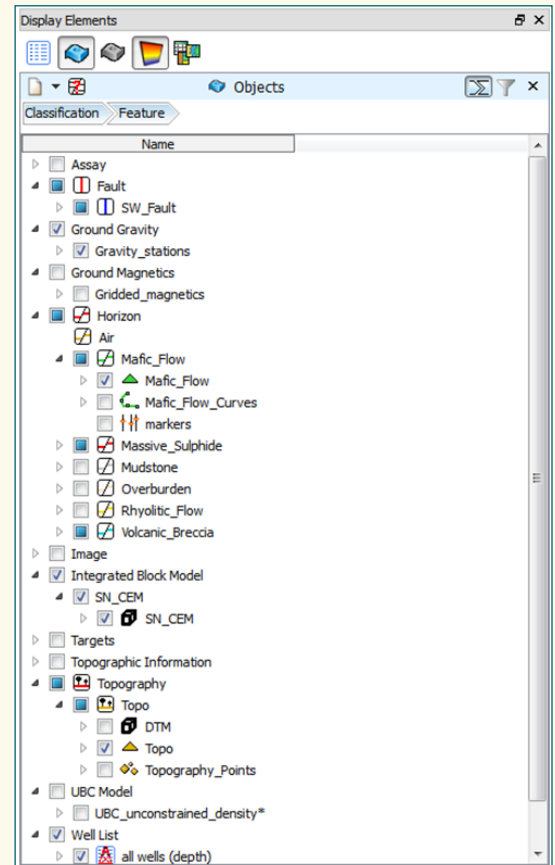 Display Elements
Objects
Classification Feature
Name
Assay
Fault
SW_Fault
Ground Gravity
Gravity_stations
Ground Magnetics
Gridded_magnetics
Horizon
Air
Mafic_Flow
Mafic_Flow
Mafic_Flow_Curves
markers
Massive_Sulphide
Mudstone
Overburden
Rhyolitic_Flow
Volcanic_Breccia
Image
Integrated Block Model
SN_CEM
SN_CEM
Targets
Topographic Information
Topography
Topo
DTM
Topo
Topography_Points
UBC Model
UBC_unconstrained_density*
Well List
all wells (depth)